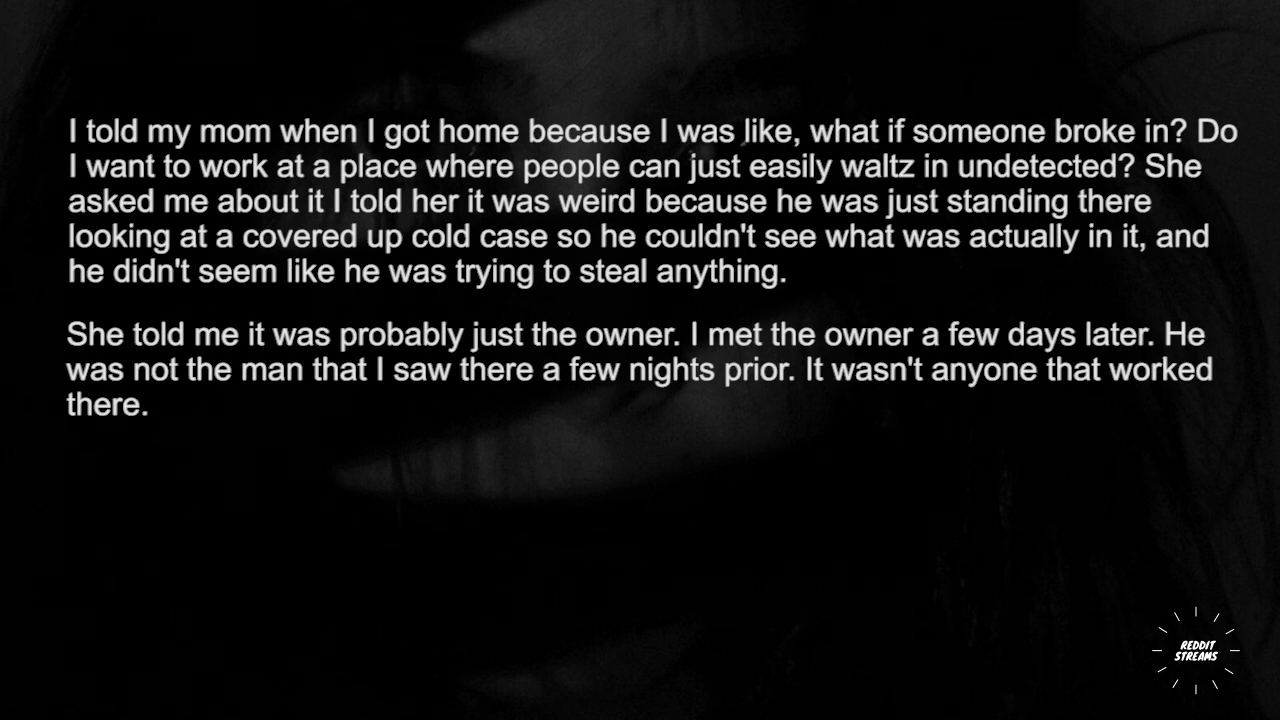 I told my mom when I got home because I was like, what if someone broke in? Do
I want to work at a place where people can just easily waltz in undetected? She
asked me about it I told her it was weird because he was just standing there
looking at a covered up cold case so he couldn't see what was actually in it, and
he didn't seem like he was trying to steal anything.
She told me it was probably just the owner. I met the owner a few days later. He
was not the man that I saw there a few nights prior. It wasn't anyone that worked
there.
REDDIT
STREAMS